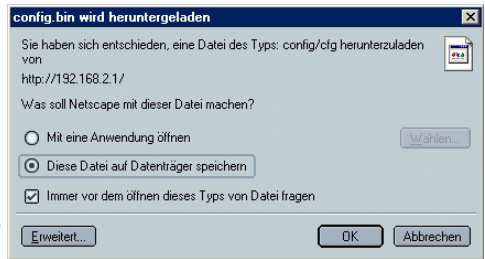 config.bin wird heruntergeladen
Sie haben sich entschieden, eine Datei des Typs: config/cfg herunterzuladen
von
http://192.168.2.1/
Was soll Netscape mit dieser Datei machen?
Mit eine Anwendung öffnen
Wählen...
Diese Datei auf Datenträger speichern
Immer vor dem öffnen dieses Typs von Datei fragen
Erweitert...
OK
Abbrechen